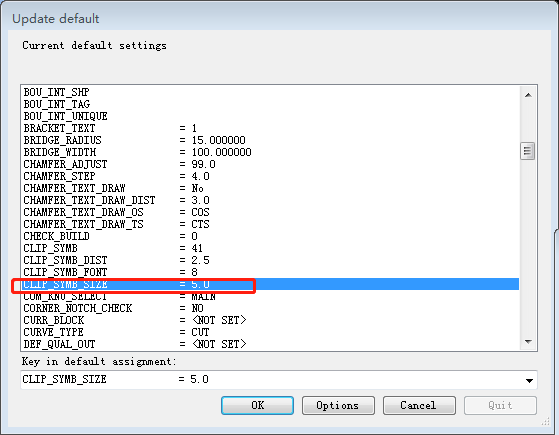 Update default
Current default settings
BOU_INT_SHP
BOU_INT_TAG
BOU_INT_UNIQUE
BRACKET_TEXT = 1
BRIDGE_RADIUS = 15.000000
BRIDGE_WIDTH = 100.000000
CHAMFER_ADJUST = 99.0
CHAMFER_STEP = 4.0
CHAMFER_TEXT_DRAW = No
CHAMFER_TEXT_DRAW_DIST = 3.0
CHAMFER_TEXT_DRAW_OS = COS
CHAMFER_TEXT_DRAW_TS = CTS
CHECK_BUILD = 0
CLIP_SYMB = 41
CLIP_SYMB_DIST = 2.5
CLIP_SYMB_FONT = 8
CLIP_SYMB_SIZE = 5.0
COM_KNU_SELECT = MAIN
CORNER_NOTCH_CHECK = NO
CURR_BLOCK = <NOT SET>
CURVE_TYPE = CUT
DEF_QUAL_OUT = <NOT SET>
Key in default assignment:
CLIP_SYMB_SIZE = 5.0
OK Options Cancel Quit